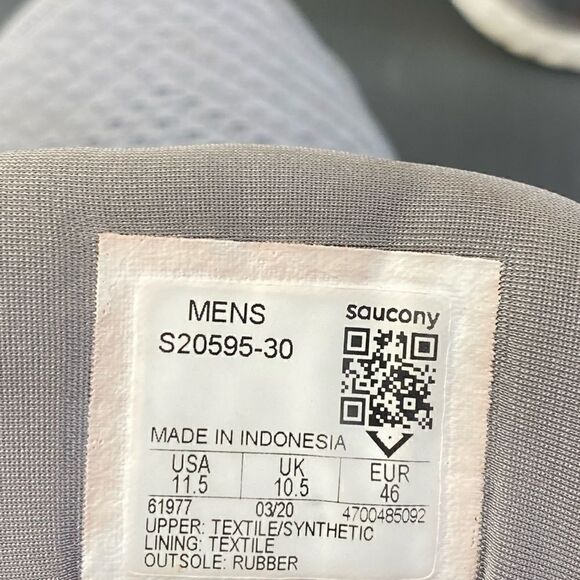 MENS
saucony
S20595-30
MADE IN INDONESIA
USA UK EUR
11.5 10.5 46
61977 03/20 4700485092
UPPER: TEXTILE/SYNTHETIC
LINING: TEXTILE
OUTSOLE: RUBBER